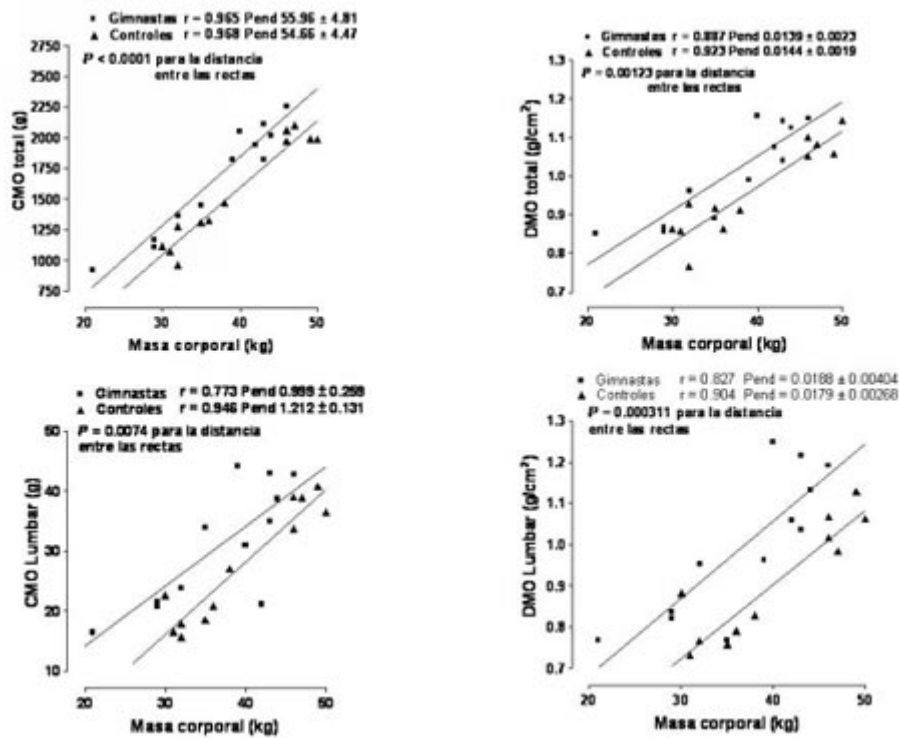 ▪ Gimnastas r – 0.965 Pend 55.96 ± 4.81
▲ Controles r = 0.968 Pend 54.66 ± 4.47
P < 0.0001 para la distancia
entre las rectas
CMO total (g)
2750
2500
2250
2000
1750
1500
1250
1000
750
20 30 40 50
Masa corporal (kg)
▪ Gimnastas r = 0.887 Pend 0.0139 ± 0.0023
▲ Controles r = 0.923 Pend 0.0144 ± 0.0019
P – 0.00123 para la distancia
entre las rectas
DMO total (g/cm²)
1.3
1.2
1.1
1.0
0.9
0.8
0.7
20 30 40 50
Masa corporal (kg)
▪ Gimnastas r = 0.773 Pend 0.999 ± 0.259
▲ Controles r = 0.946 Pend 1.212 ± 0.131
P = 0.0074 para la distancia
entre las rectas
CMO Lumbar (g)
50
40
30
20
10
20 30 40 50
Masa corporal (kg)
▪ Gimnastas r = 0.827 Pend = 0.0188 ± 0.00404
▲ Controles r = 0.904 Pend = 0.0179 ± 0.00268
P – 0.000311 para la distancia
entre las rectas
DMO Lumbar (g/cm²)
1.3
1.2
1.1
1.0
0.9
0.8
0.7
20 30 40 50
Masa corporal (kg)